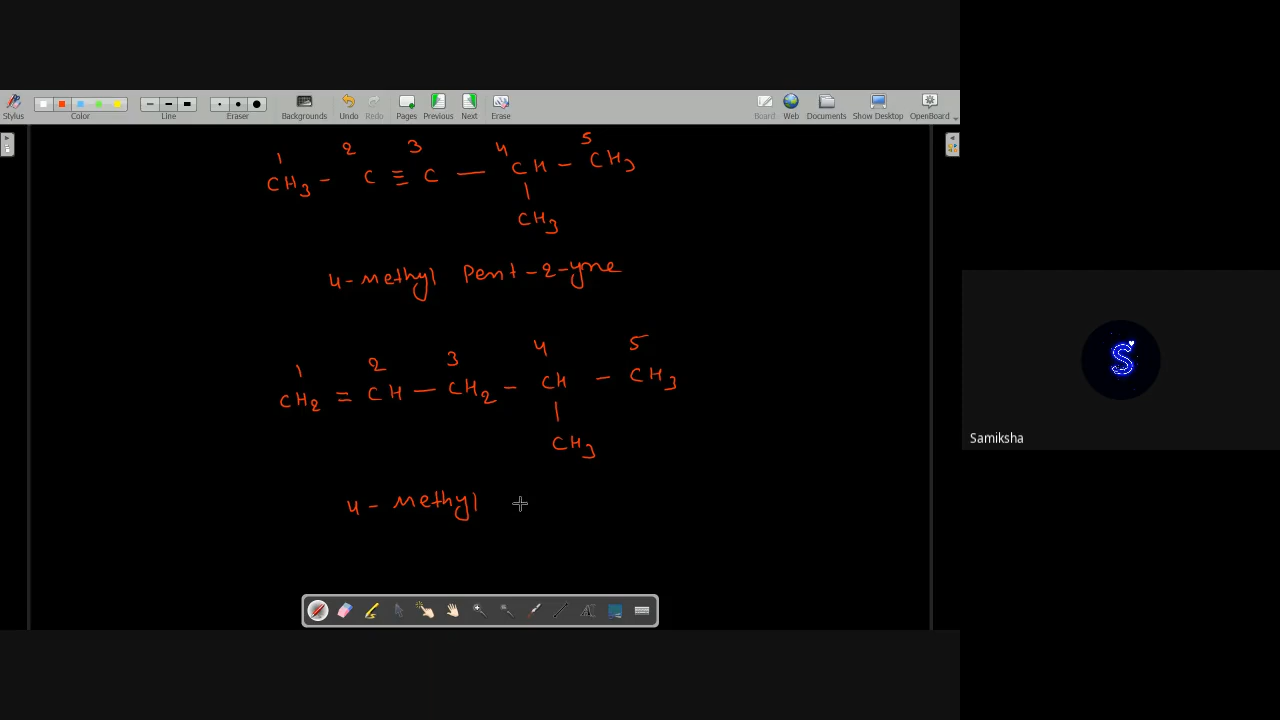 Stylus Color Line Eraser Backgrounds Undo Redo Pages Previous Next Erase Board Web Documents Show Desktop OpenBoard
1 2 3 4 5
CH3 - C ≡ C — CH - CH3
|
CH3
4-methyl Pent-2-yne
1 2 3 4 5
CH2 = CH — CH2 - CH - CH3
|
CH3
4-methyl
S
Samiksha